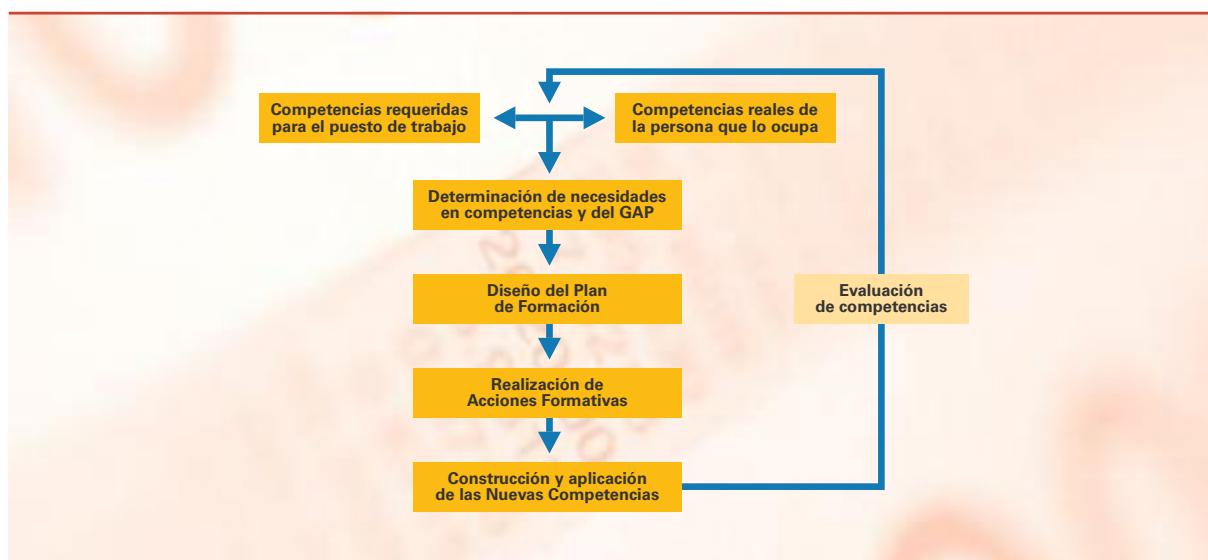 Competencias requeridas
para el puesto de trabajo
Competencias reales de
la persona que lo ocupa
Determinación de necesidades
en competencias y del GAP
Diseño del Plan
de Formación
Evaluación
de competencias
Realización de
Acciones Formativas
Construcción y aplicación
de las Nuevas Competencias